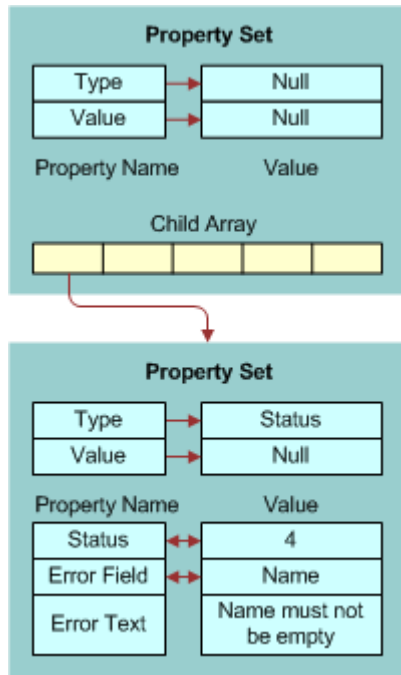 Property Set
Type Null
Value Null
Property Name Value
Child Array
Property Set
Type Status
Value Null
Property Name Value
Status 4
Error Field Name
Error Text Name must not
be empty